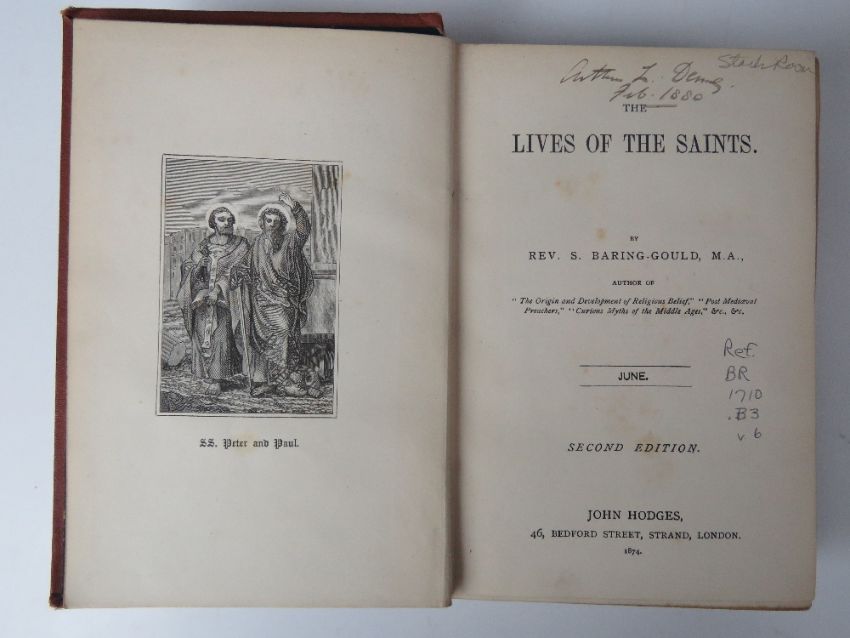 SS. Peter and Paul.
Arthur L.
Feb. 1880
Stack Room
THE
LIVES OF THE SAINTS.
BY
REV. S. BARING-GOULD, M.A.,
AUTHOR OF
"The Origin and Development of Religious Belief," "Post Mediæval
Preachers," "Curious Myths of the Middle Ages," &c., &c.
JUNE.
Ref.
BR
1710
.B3
v 6
SECOND EDITION.
JOHN HODGES,
46, BEDFORD STREET, STRAND, LONDON.
1874.